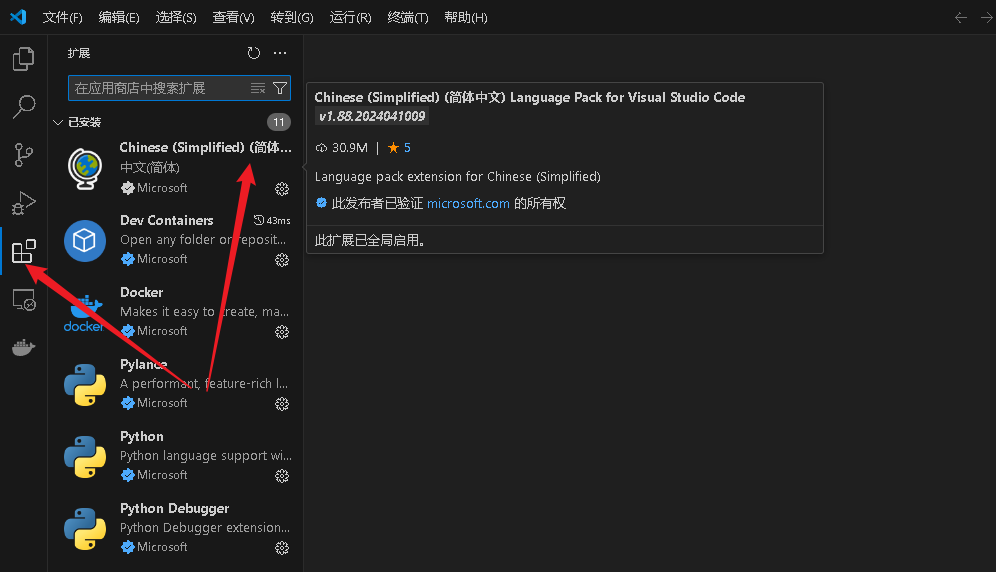 文件(F) 编辑(E) 选择(S) 查看(V) 转到(G) 运行(R) 终端(T) 帮助(H)
扩展
在应用商店中搜索扩展
已安装 11
Chinese (Simplified) (简体...
中文(简体)
Microsoft
Dev Containers 43ms
Open any folder or reposit...
Microsoft
Docker
Makes it easy to create, ma...
docker
Microsoft
Pylance
A performant, feature-rich l...
Microsoft
Python
Python language support wi...
Microsoft
Python Debugger
Python Debugger extension...
Microsoft
Chinese (Simplified) (简体中文) Language Pack for Visual Studio Code
v1.88.2024041009
30.9M | ★ 5
Language pack extension for Chinese (Simplified)
此发布者已验证 microsoft.com 的所有权
此扩展已全局启用。